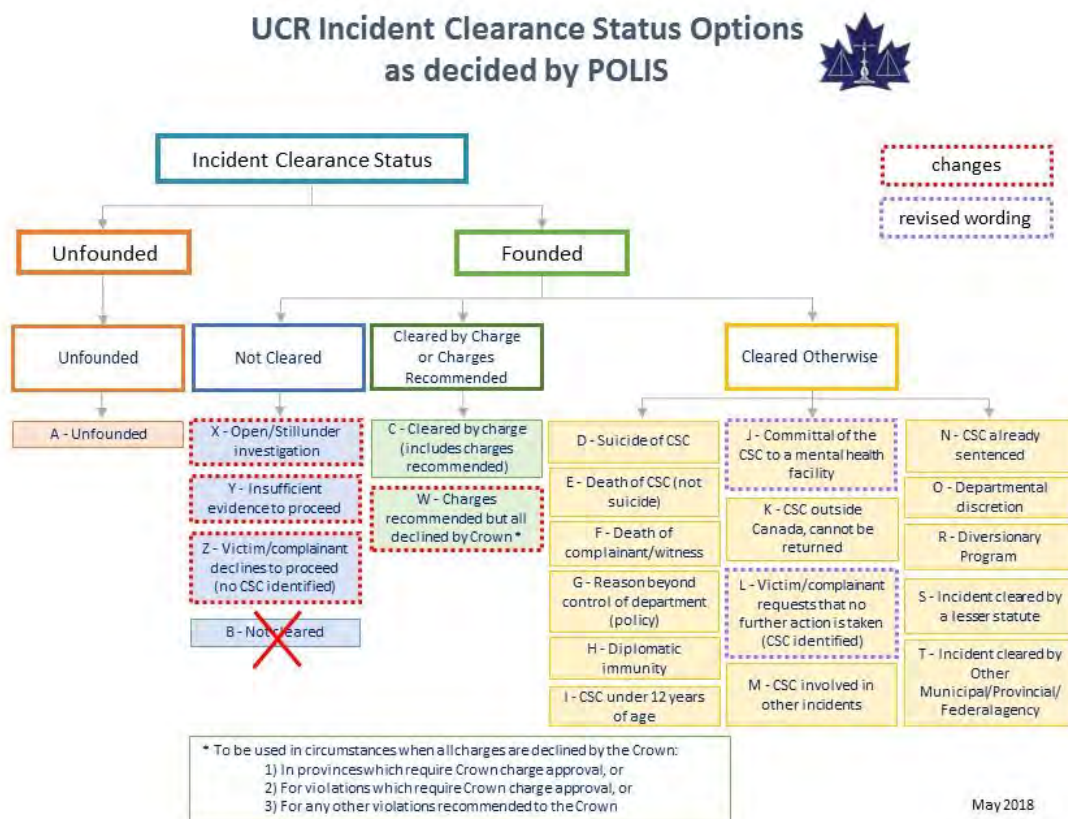 UCR Incident Clearance Status Options
as decided by POLIS
Incident Clearance Status
changes
revised wording
Unfounded
Founded
Unfounded
Not Cleared
Cleared by Charge
or Charges
Recommended
Cleared Otherwise
A - Unfounded
X - Open/Still under
investigation
Y - Insufficient
evidence to proceed
Z - Victim/complainant
declines to proceed
(no CSC identified)
B - Not cleared
C - Cleared by charge
(includes charges
recommended)
W - Charges
recommended but all
declined by Crown *
D - Suicide of CSC
E - Death of CSC (not
suicide)
F - Death of
complainant/witness
G - Reason beyond
control of department
(policy)
H - Diplomatic
immunity
I - CSC under 12 years
of age
J - Committal of the
CSC to a mental health
facility
K - CSC outside
Canada, cannot be
returned
L - Victim/complainant
requests that no
further action is taken
(CSC identified)
M - CSC involved in
other incidents
N - CSC already
sentenced
O - Departmental
discretion
R - Diversionary
Program
S - Incident cleared by
a lesser statute
T - Incident cleared by
Other
Municipal/Provincial/
Federal agency
* To be used in circumstances when all charges are declined by the Crown:
1) In provinces which require Crown charge approval, or
2) For violations which require Crown charge approval, or
3) For any other violations recommended to the Crown
May 2018